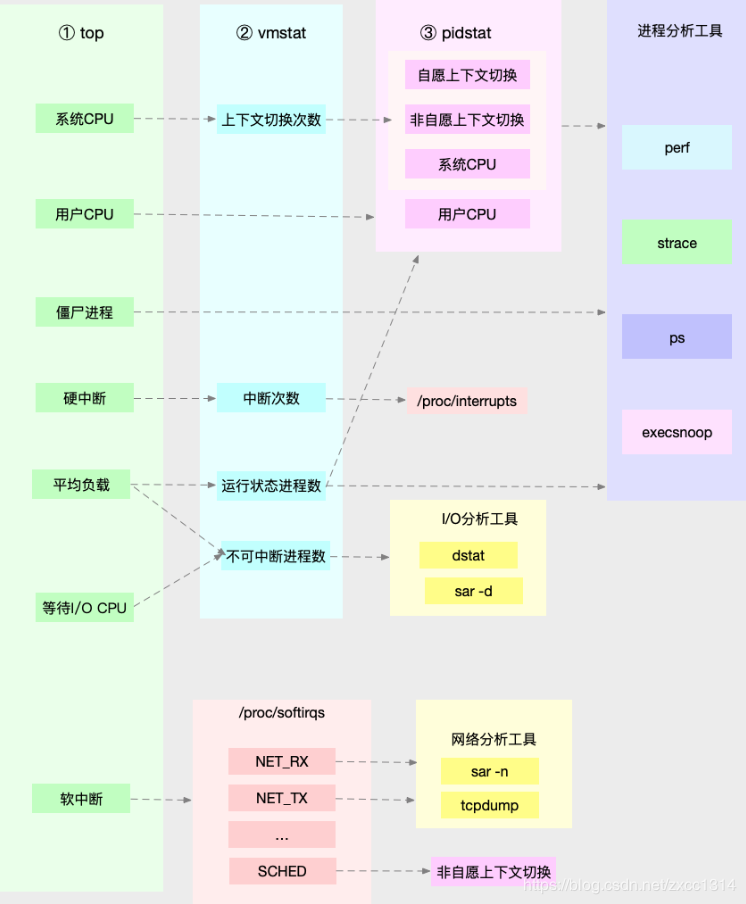 ① top
系统CPU
用户CPU
僵尸进程
硬中断
平均负载
等待I/O CPU
软中断
② vmstat
上下文切换次数
中断次数
运行状态进程数
不可中断进程数
③ pidstat
自愿上下文切换
非自愿上下文切换
系统CPU
用户CPU
/proc/interrupts
I/O分析工具
dstat
sar -d
进程分析工具
perf
strace
ps
execsnoop
/proc/softirqs
NET_RX
NET_TX
...
SCHED
网络分析工具
sar -n
tcpdump
非自愿上下文切换
https://blog.csdn.net/zxcc1314